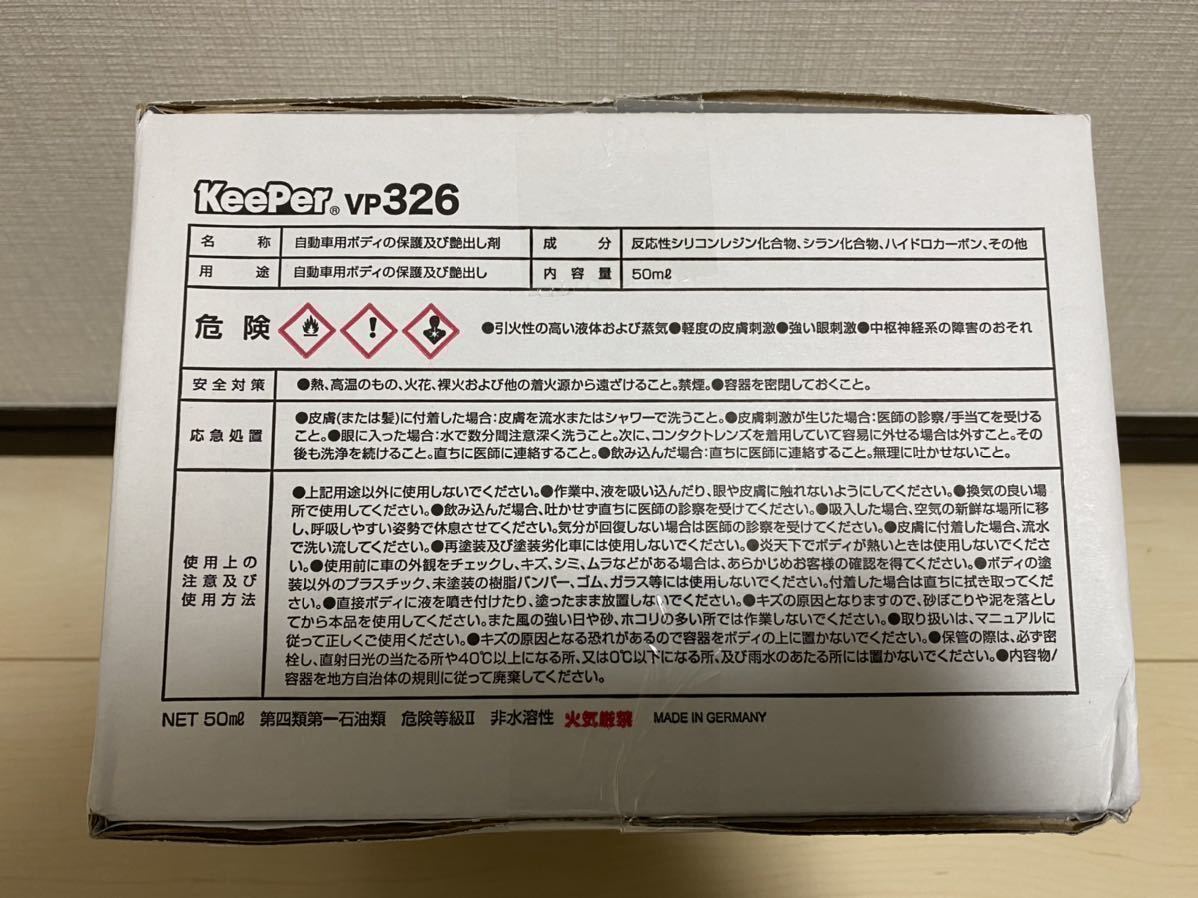 KeePer® VP326
名称 自動車用ボディの保護及び艶出し剤 成分 反応性シリコンレジン化合物、シラン化合物、ハイドロカーボン、その他
用途 自動車用ボディの保護及び艶出し 内容量 50mℓ
危険 ●引火性の高い液体および蒸気●軽度の皮膚刺激●強い眼刺激●中枢神経系の障害のおそれ
安全対策 ●熱、高温のもの、火花、裸火および他の着火源から遠ざけること。禁煙。●容器を密閉しておくこと。
応急処置 ●皮膚(または髪)に付着した場合:皮膚を流水またはシャワーで洗うこと。●皮膚刺激が生じた場合:医師の診察/手当てを受ける
こと。●眼に入った場合:水で数分間注意深く洗うこと。次に、コンタクトレンズを着用していて容易に外せる場合は外すこと。その
後も洗浄を続けること。直ちに医師に連絡すること。●飲み込んだ場合:直ちに医師に連絡すること。無理に吐かせないこと。
使用上の
注意及び
使用方法
●上記用途以外に使用しないでください。●作業中、液を吸い込んだり、眼や皮膚に触れないようにしてください。●換気の良い場
所で使用してください。●飲み込んだ場合、吐かせず直ちに医師の診察を受けてください。●吸入した場合、空気の新鮮な場所に移
し、呼吸しやすい姿勢で休息させてください。気分が回復しない場合は医師の診察を受けてください。●皮膚に付着した場合、流水
で洗い流してください。●再塗装及び塗装劣化車には使用しないでください。●炎天下でボディが熱いときは使用しないでくださ
い。●使用前に車の外観をチェックし、キズ、シミ、ムラなどがある場合は、あらかじめお客様の確認を得てください。●ボディの塗
装以外のプラスチック、未塗装の樹脂バンパー、ゴム、ガラス等には使用しないでください。付着した場合は直ちに拭き取ってくだ
さい。●直接ボディに液を噴き付けたり、塗ったまま放置しないでください。●キズの原因となりますので、砂ぼこりや泥を落とし
てから本品を使用してください。また風の強い日や砂、ホコリの多い所では作業しないでください。●取り扱いは、マニュアルに
従って正しくご使用ください。●キズの原因となる恐れがあるので容器をボディの上に置かないでください。●保管の際は、必ず密
栓し、直射日光の当たる所や40℃以上になる所、又は0℃以下になる所、及び雨水のあたる所には置かないでください。●内容物/
容器を地方自治体の規則に従って廃棄してください。
NET 50mℓ 第四類第一石油類 危険等級Ⅱ 非水溶性 火気厳禁 MADE IN GERMANY